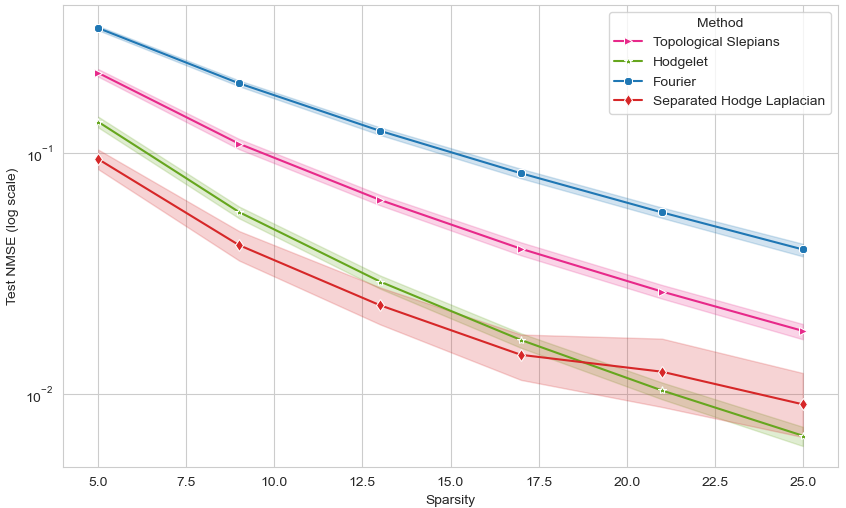 Method
Topological Slepians
Hodgelet
Fourier
Separated Hodge Laplacian
Test NMSE (log scale)
10⁻¹
10⁻²
5.0 7.5 10.0 12.5 15.0 17.5 20.0 22.5 25.0
Sparsity